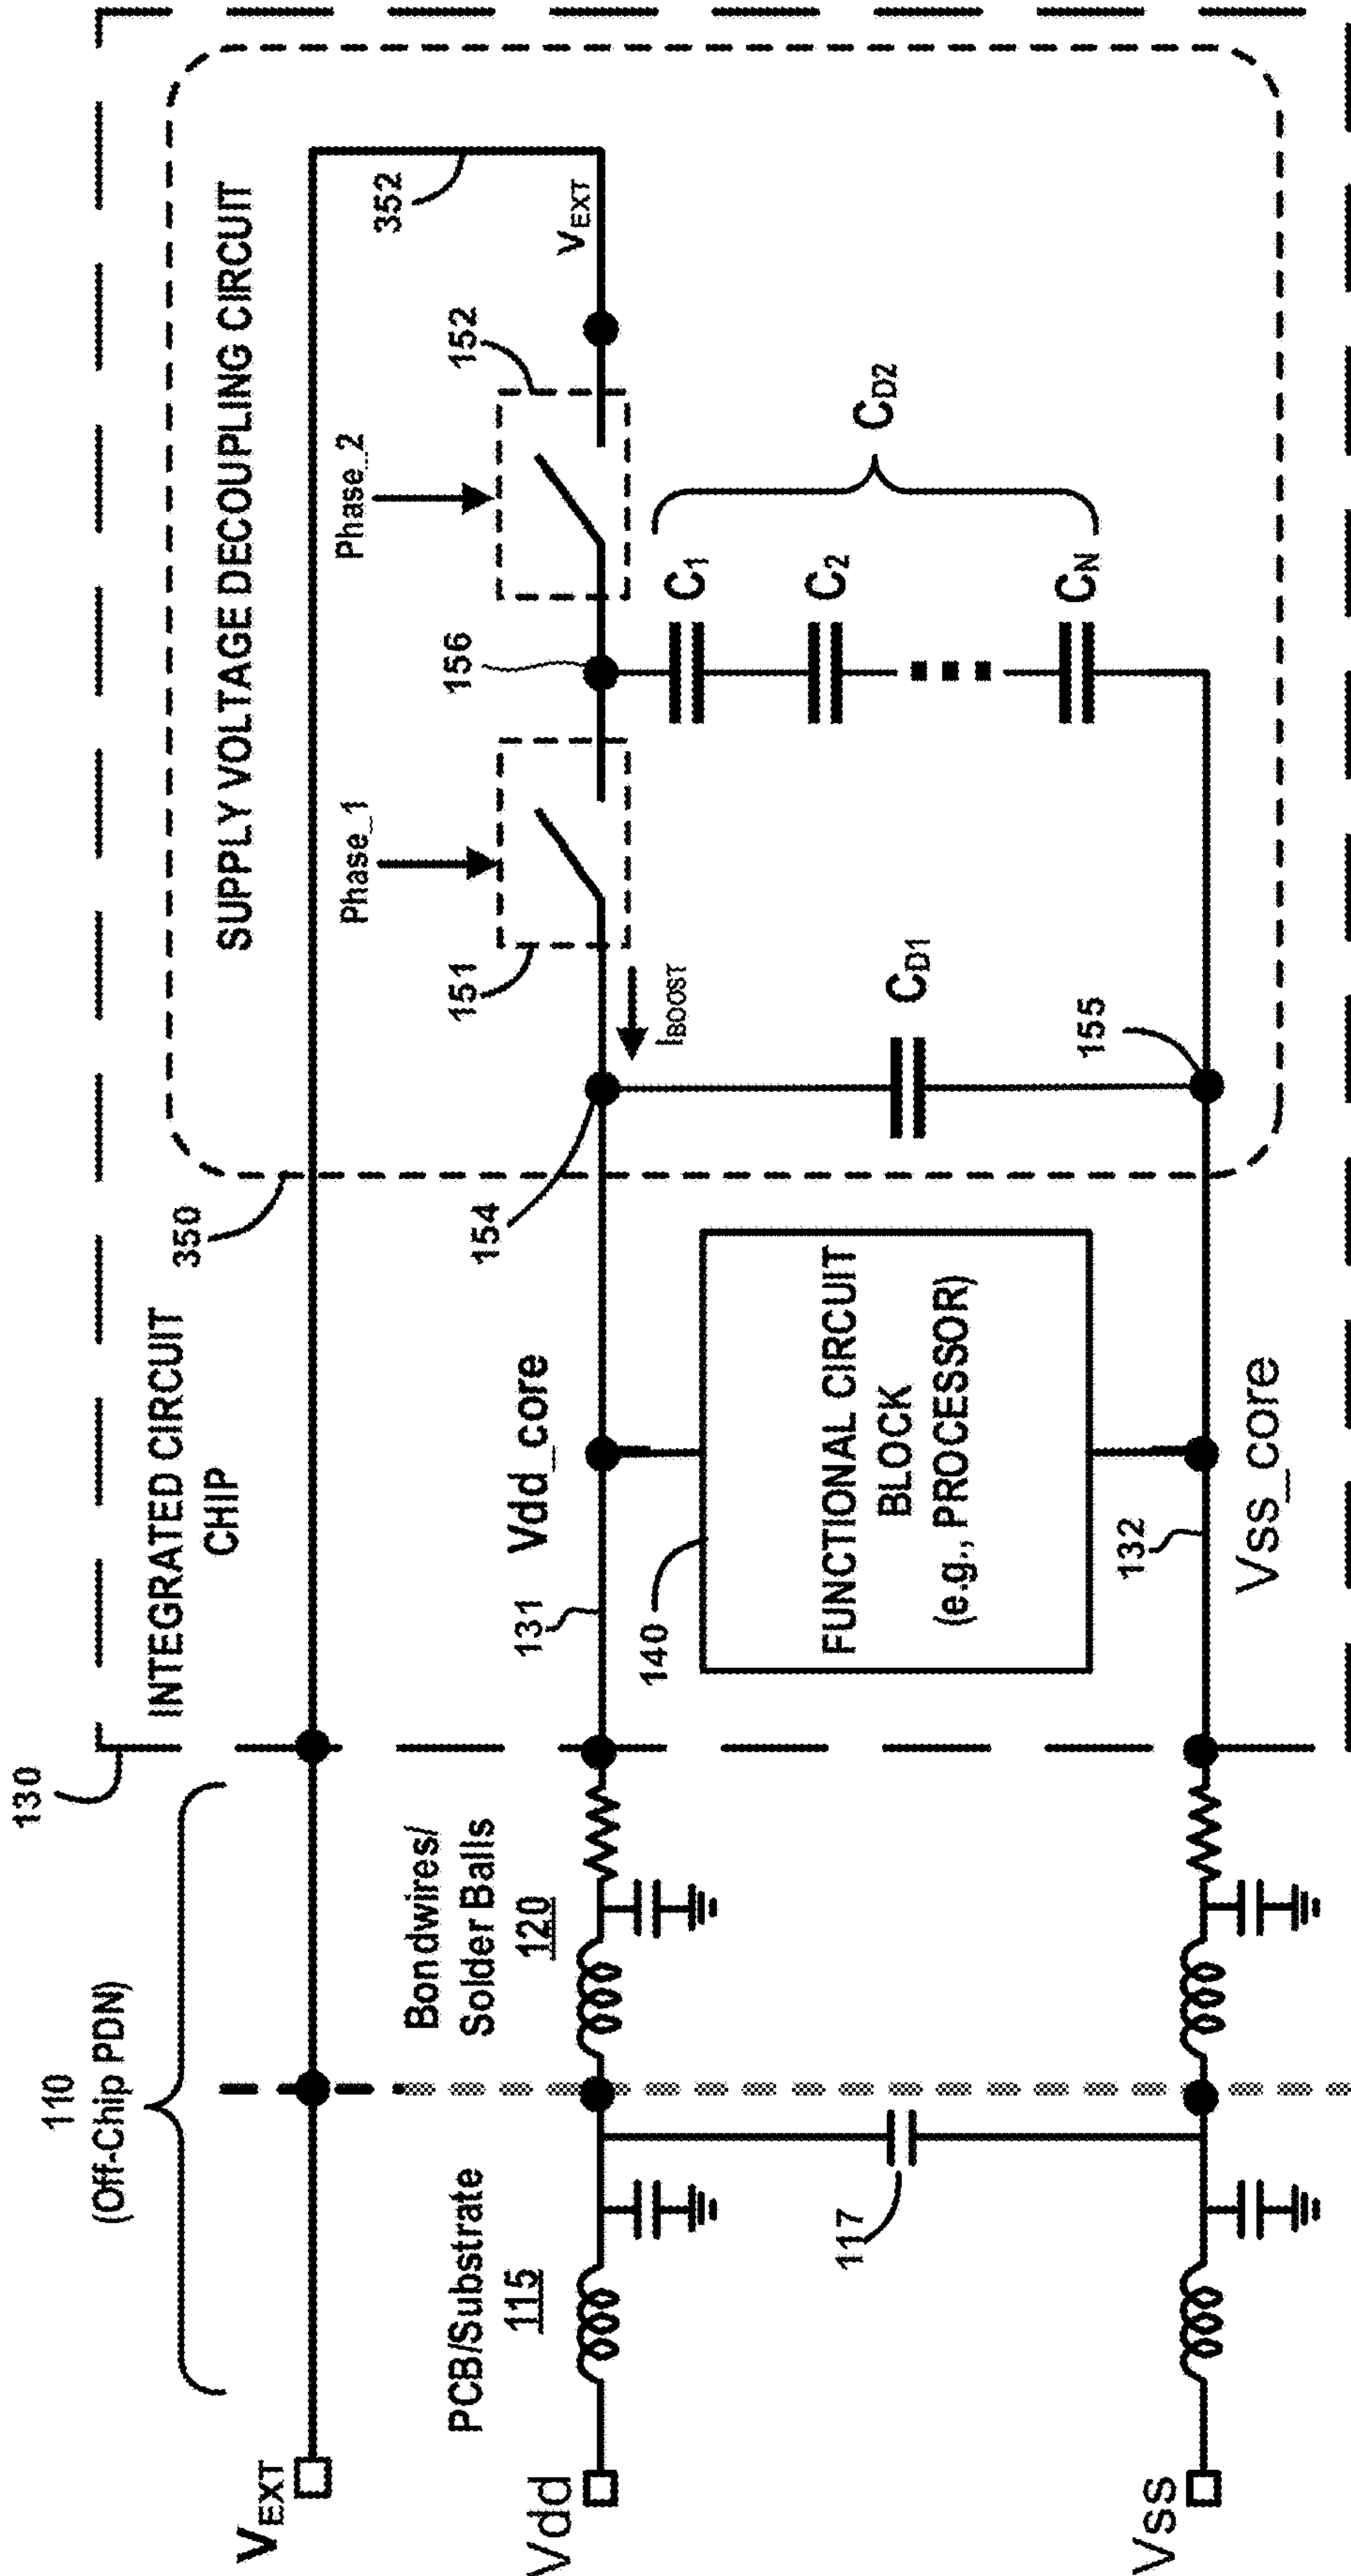 110
(Off-Chip PDN)
130
INTEGRATED CIRCUIT
CHIP
350
SUPPLY VOLTAGE DECOUPLING CIRCUIT
352
VEXT
VEXT
PCB/Substrate
115
Bondwires/
Solder Balls
120
131
Vdd_core
154
151
Phase_1
156
Phase_2
152
IBOOST
Vdd
117
140
FUNCTIONAL CIRCUIT
BLOCK
(e.g., PROCESSOR)
CD1
C1
C2
CN
CD2
155
132
Vss_core
Vss